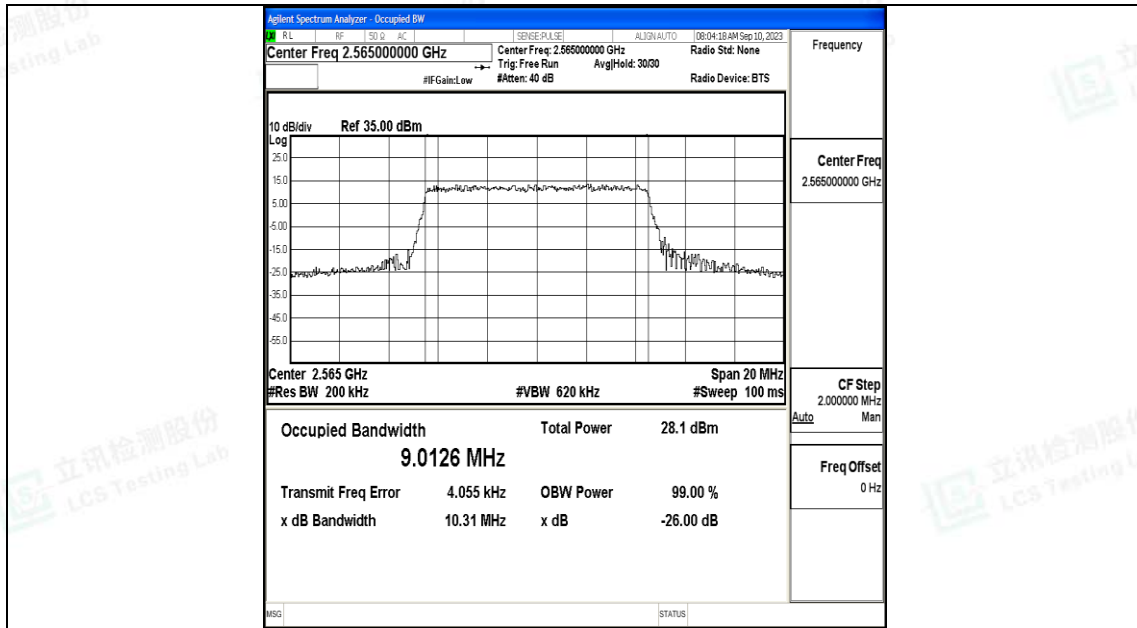 Agilent Spectrum Analyzer - Occupied BW
LXI RL RF 50 Ω AC SENSE:PULSE ALIGN AUTO 08:04:18 AM Sep 10, 2023
Center Freq 2.565000000 GHz
Center Freq: 2.565000000 GHz
Radio Std: None
Trig: Free Run Avg|Hold: 30/30
#IFGain:Low
#Atten: 40 dB
Radio Device: BTS
10 dB/div Ref 35.00 dBm
Log
25.0
15.0
5.00
-5.00
-15.0
-25.0
-35.0
-45.0
-55.0
Center 2.565 GHz
Span 20 MHz
#Res BW 200 kHz
#VBW 620 kHz
#Sweep 100 ms
Occupied Bandwidth
Total Power 28.1 dBm
9.0126 MHz
Transmit Freq Error 4.055 kHz
OBW Power 99.00 %
x dB Bandwidth 10.31 MHz
x dB -26.00 dB
MSG
STATUS
Frequency
Center Freq
2.565000000 GHz
CF Step
2.000000 MHz
Auto Man
Freq Offset
0 Hz
立讯检测股份
LCS Testing Lab
立讯检测股份